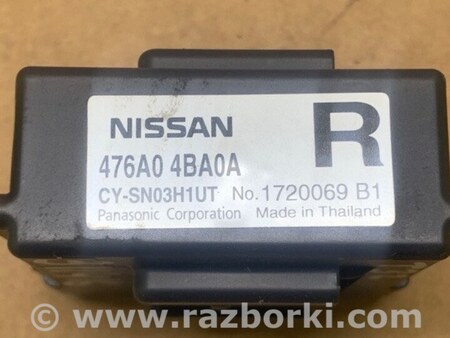 NISSAN
R
476A0 4BA0A
CY-SN03H1UT No.1720069 B1
Panasonic Corporation Made in Thailand
© www.razborki.com